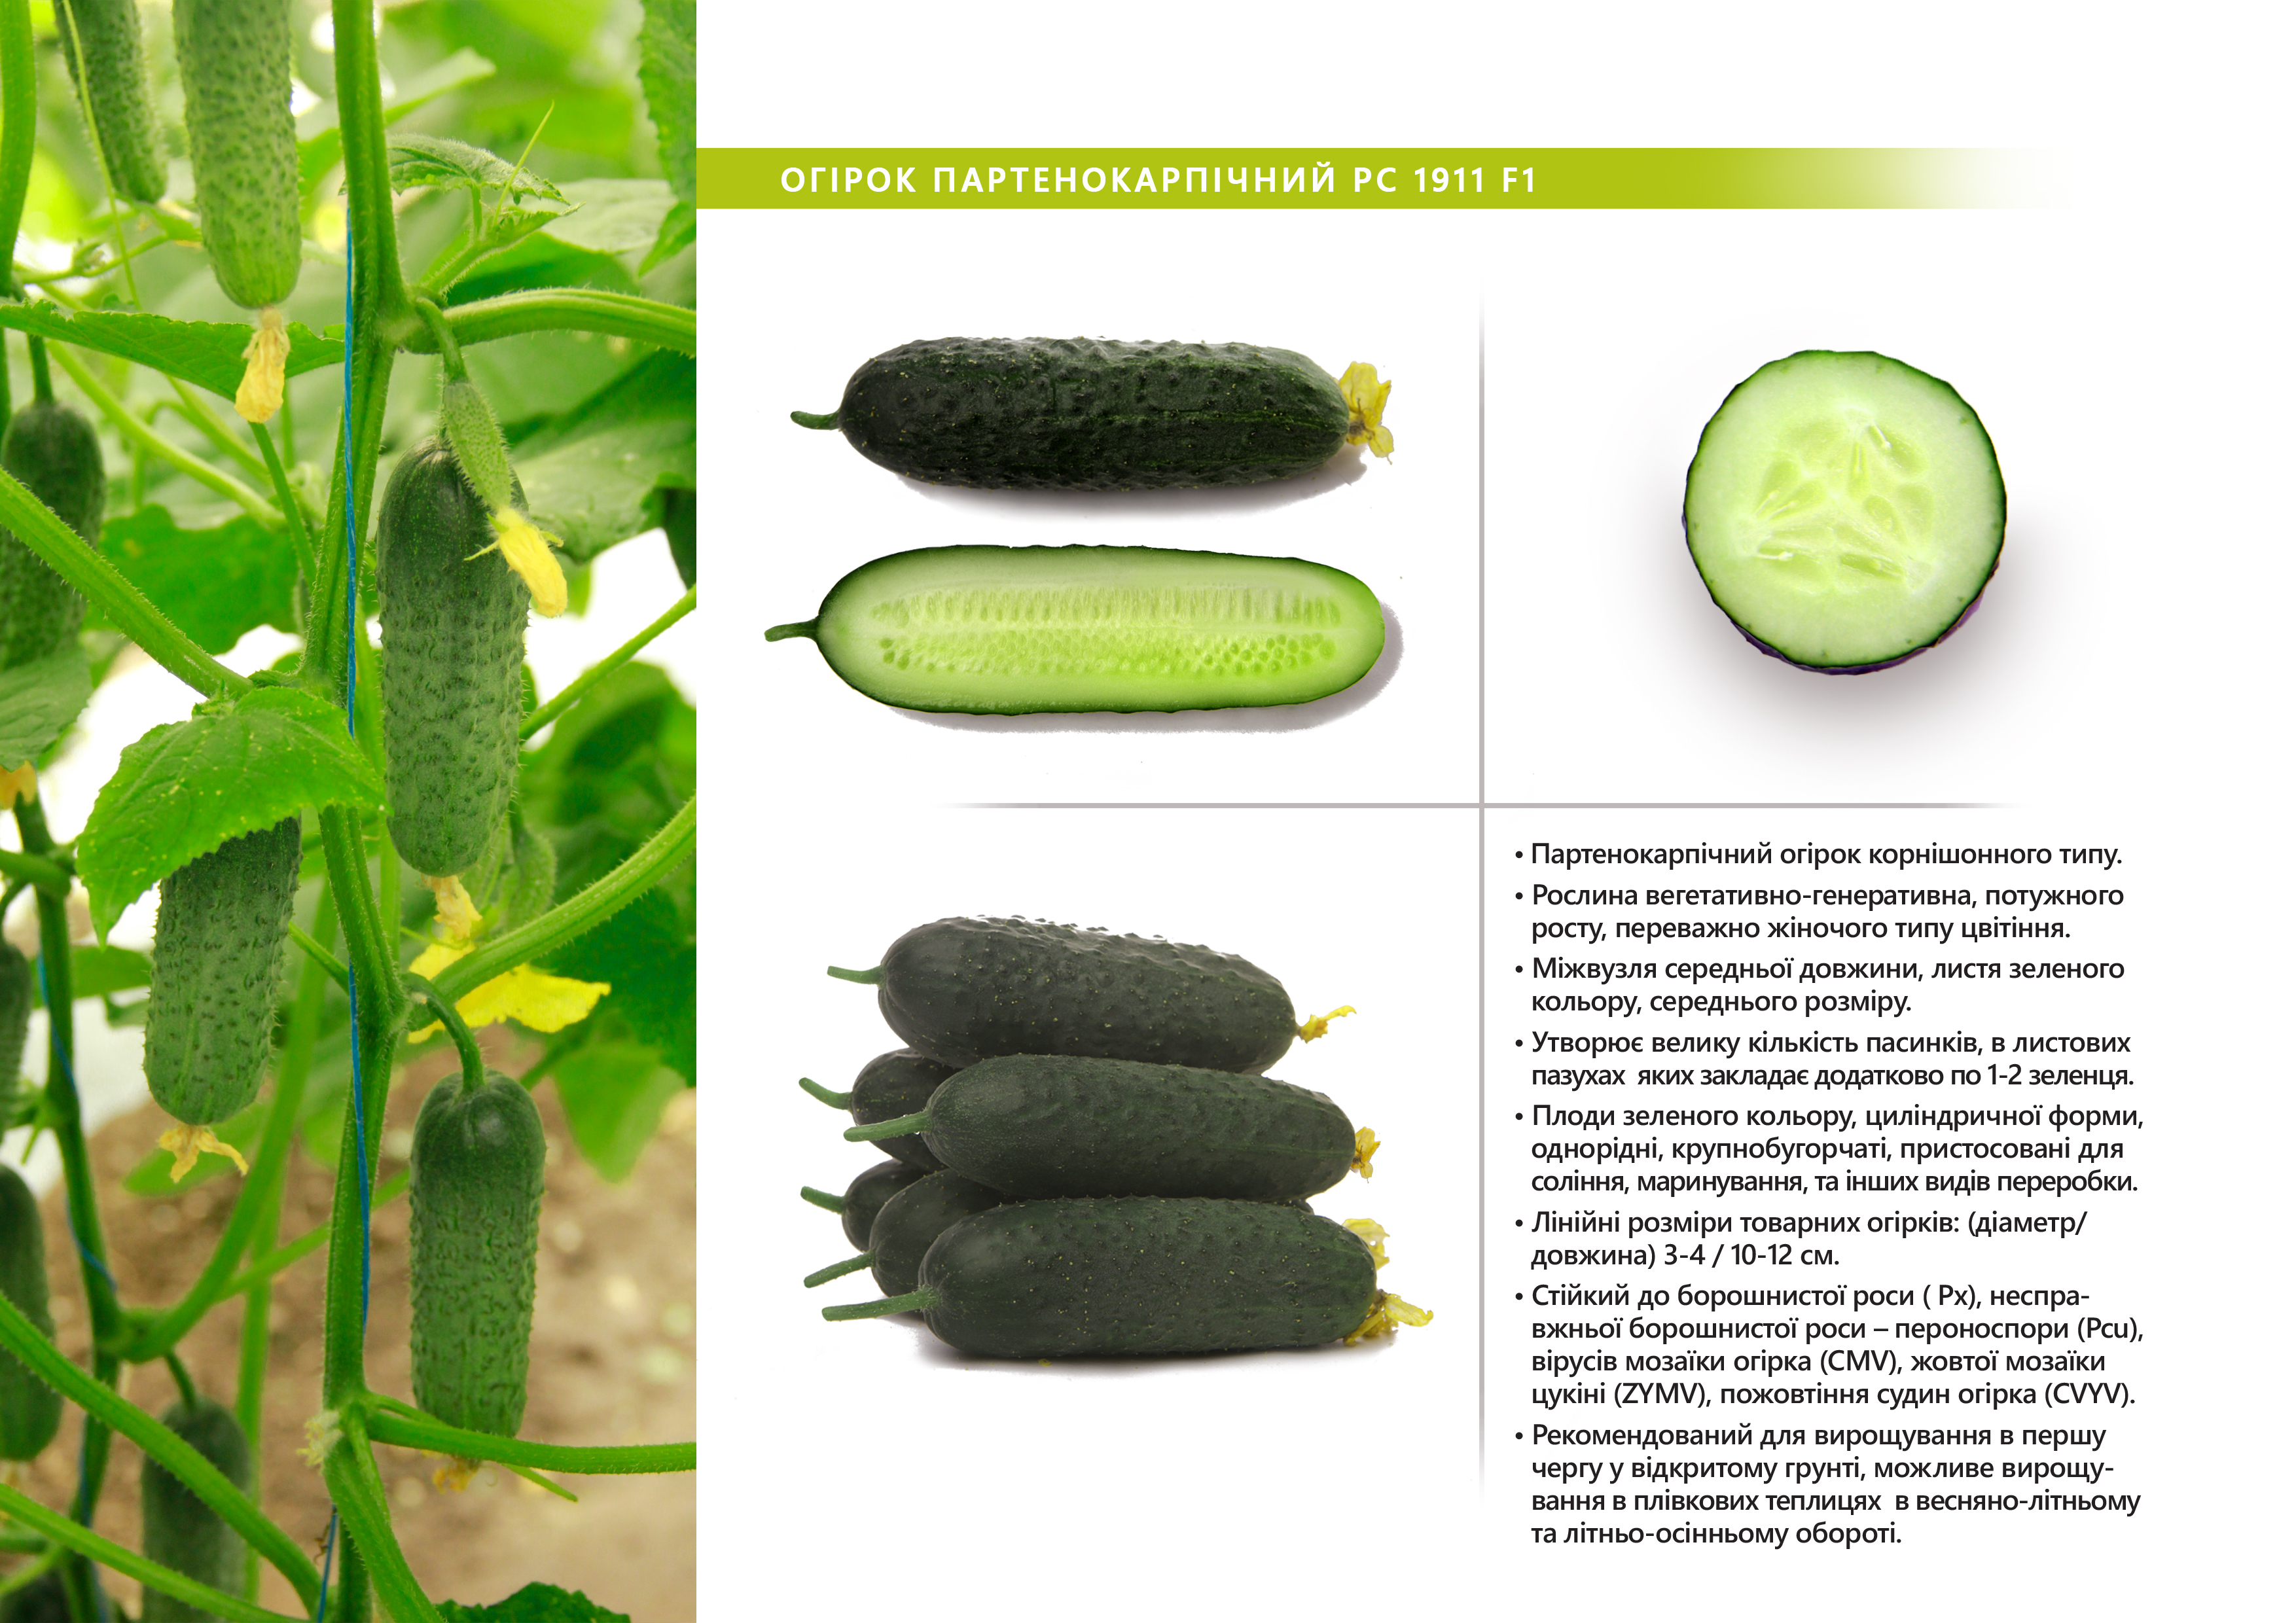 ОГІРОК ПАРТЕНОКАРПІЧНИЙ РС 1911 F1
• Партенокарпічний огірок корнішонного типу.
• Рослина вегетативно-генеративна, потужного
росту, переважно жіночого типу цвітіння.
• Міжвузля середньої довжини, листя зеленого
кольору, середнього розміру.
• Утворює велику кількість пасинків, в листових
пазухах яких закладає додатково по 1-2 зеленця.
• Плоди зеленого кольору, циліндричної форми,
однорідні, крупнобугорчаті, пристосовані для
соління, маринування, та інших видів переробки.
• Лінійні розміри товарних огірків: (діаметр/
довжина) 3-4 / 10-12 см.
• Стійкий до борошнистої роси ( Px), неспра-
вжньої борошнистої роси – пероноспори (Pcu),
вірусів мозаїки огірка (CMV), жовтої мозаїки
цукіні (ZYMV), пожовтіння судин огірка (CVYV).
• Рекомендований для вирощування в першу
чергу у відкритому грунті, можливе вирощу-
вання в плівкових теплицях в весняно-літньому
та літньо-осінньому обороті.